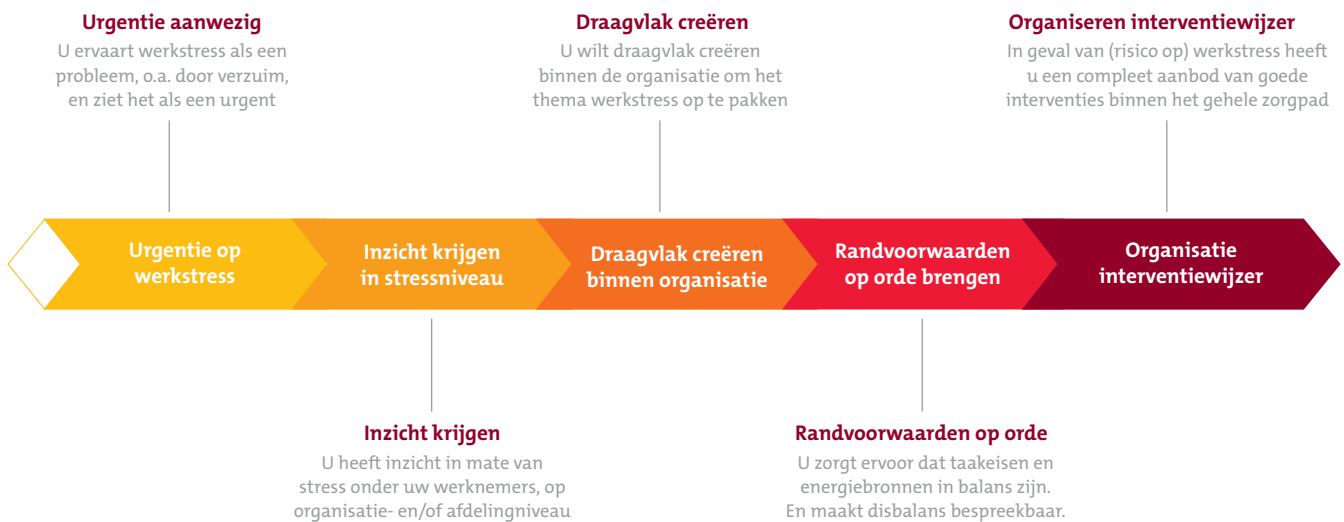 Urgentie aanwezig
U ervaart werkstress als een
probleem, o.a. door verzuim,
en ziet het als een urgent
Draagvlak creëren
U wilt draagvlak creëren
binnen de organisatie om het
thema werkstress op te pakken
Organiseren interventiewijzer
In geval van (risico op) werkstress heeft
u een compleet aanbod van goede
interventies binnen het gehele zorgpad
Urgentie op
werkstress
Inzicht krijgen
in stressniveau
Draagvlak creëren
binnen organisatie
Randvoorwaarden
op orde brengen
Organisatie
interventiewijzer
Inzicht krijgen
U heeft inzicht in mate van
stress onder uw werknemers, op
organisatie- en/of afdelingniveau
Randvoorwaarden op orde
U zorgt ervoor dat taakeisen en
energiebronnen in balans zijn.
En maakt disbalans bespreekbaar.